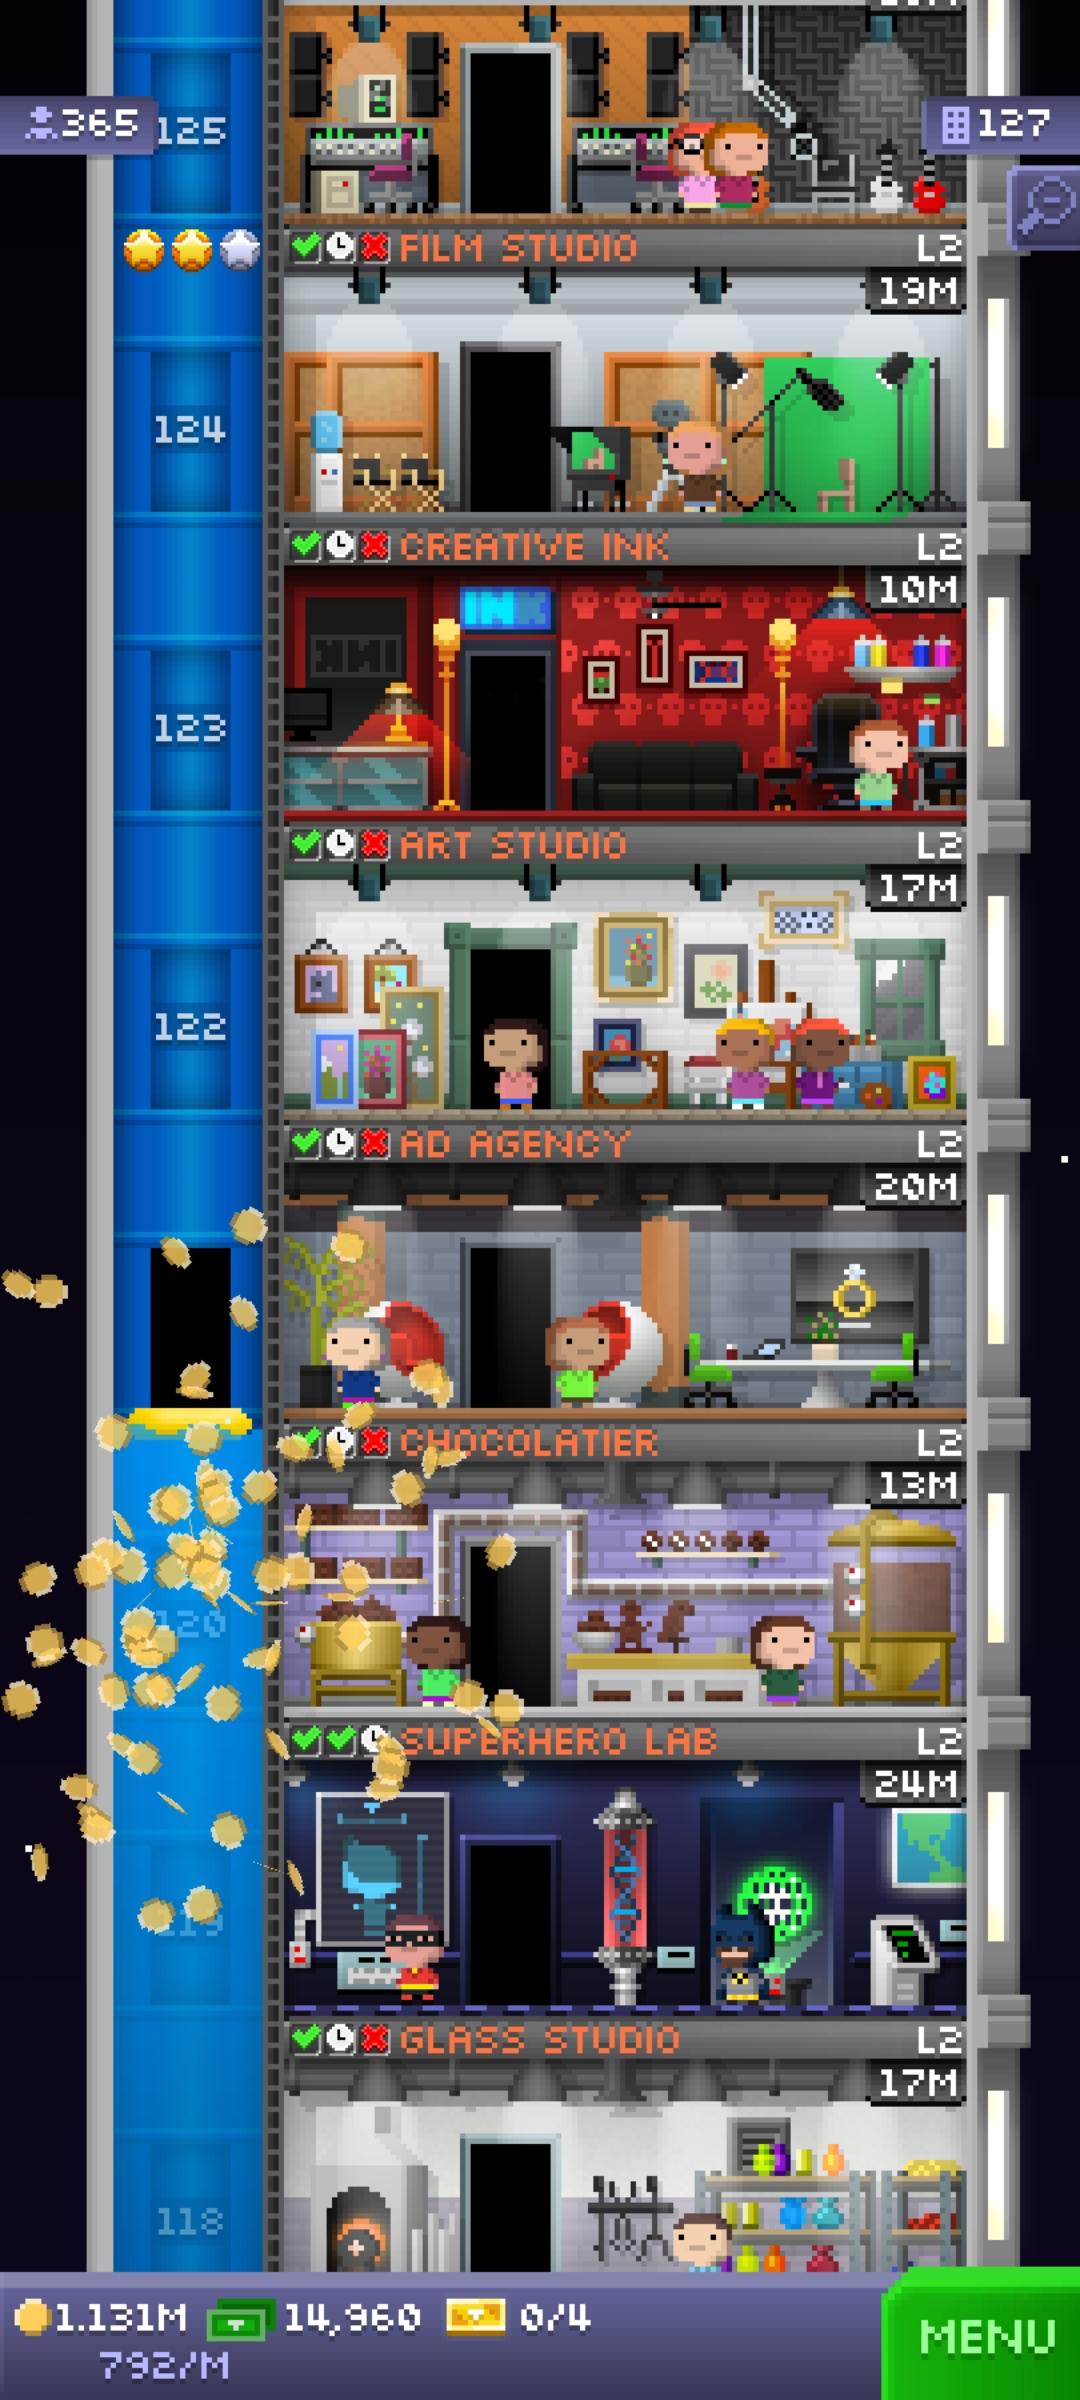 365
125
127
FILM STUDIO L2
19M
124
CREATIVE INK L2
10M
INK
123
ART STUDIO L2
17M
122
AD AGENCY L2
20M
CHOCOLATIER L2
13M
120
SUPERHERO LAB L2
24M
119
GLASS STUDIO L2
17M
118
1.131M 14,960 0/4
792/M
MENU